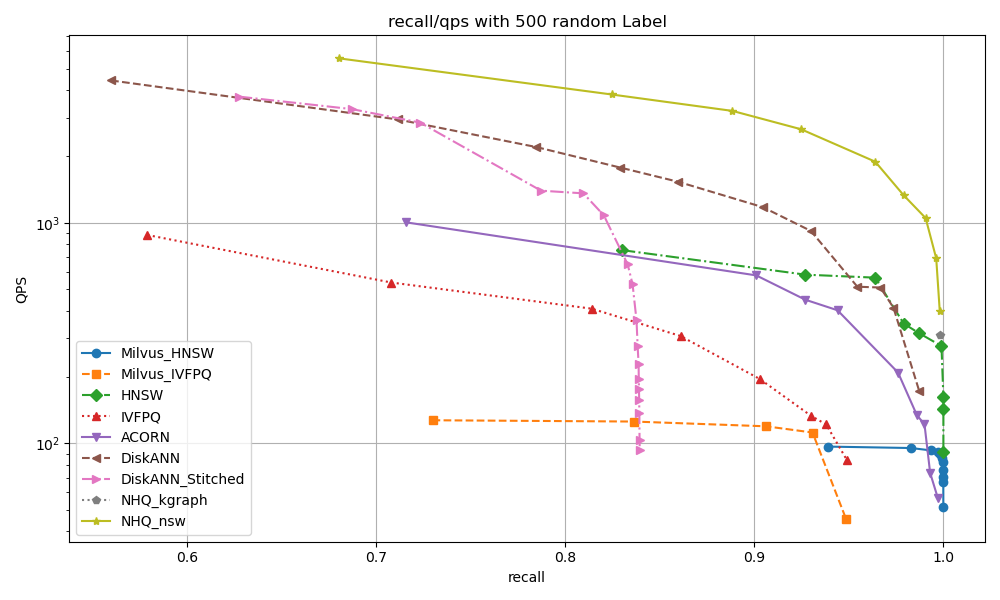 recall/qps with 500 random Label
QPS
10³
10²
Milvus_HNSW
Milvus_IVFPQ
HNSW
IVFPQ
ACORN
DiskANN
DiskANN_Stitched
NHQ_kgraph
NHQ_nsw
0.6 0.7 0.8 0.9 1.0
recall